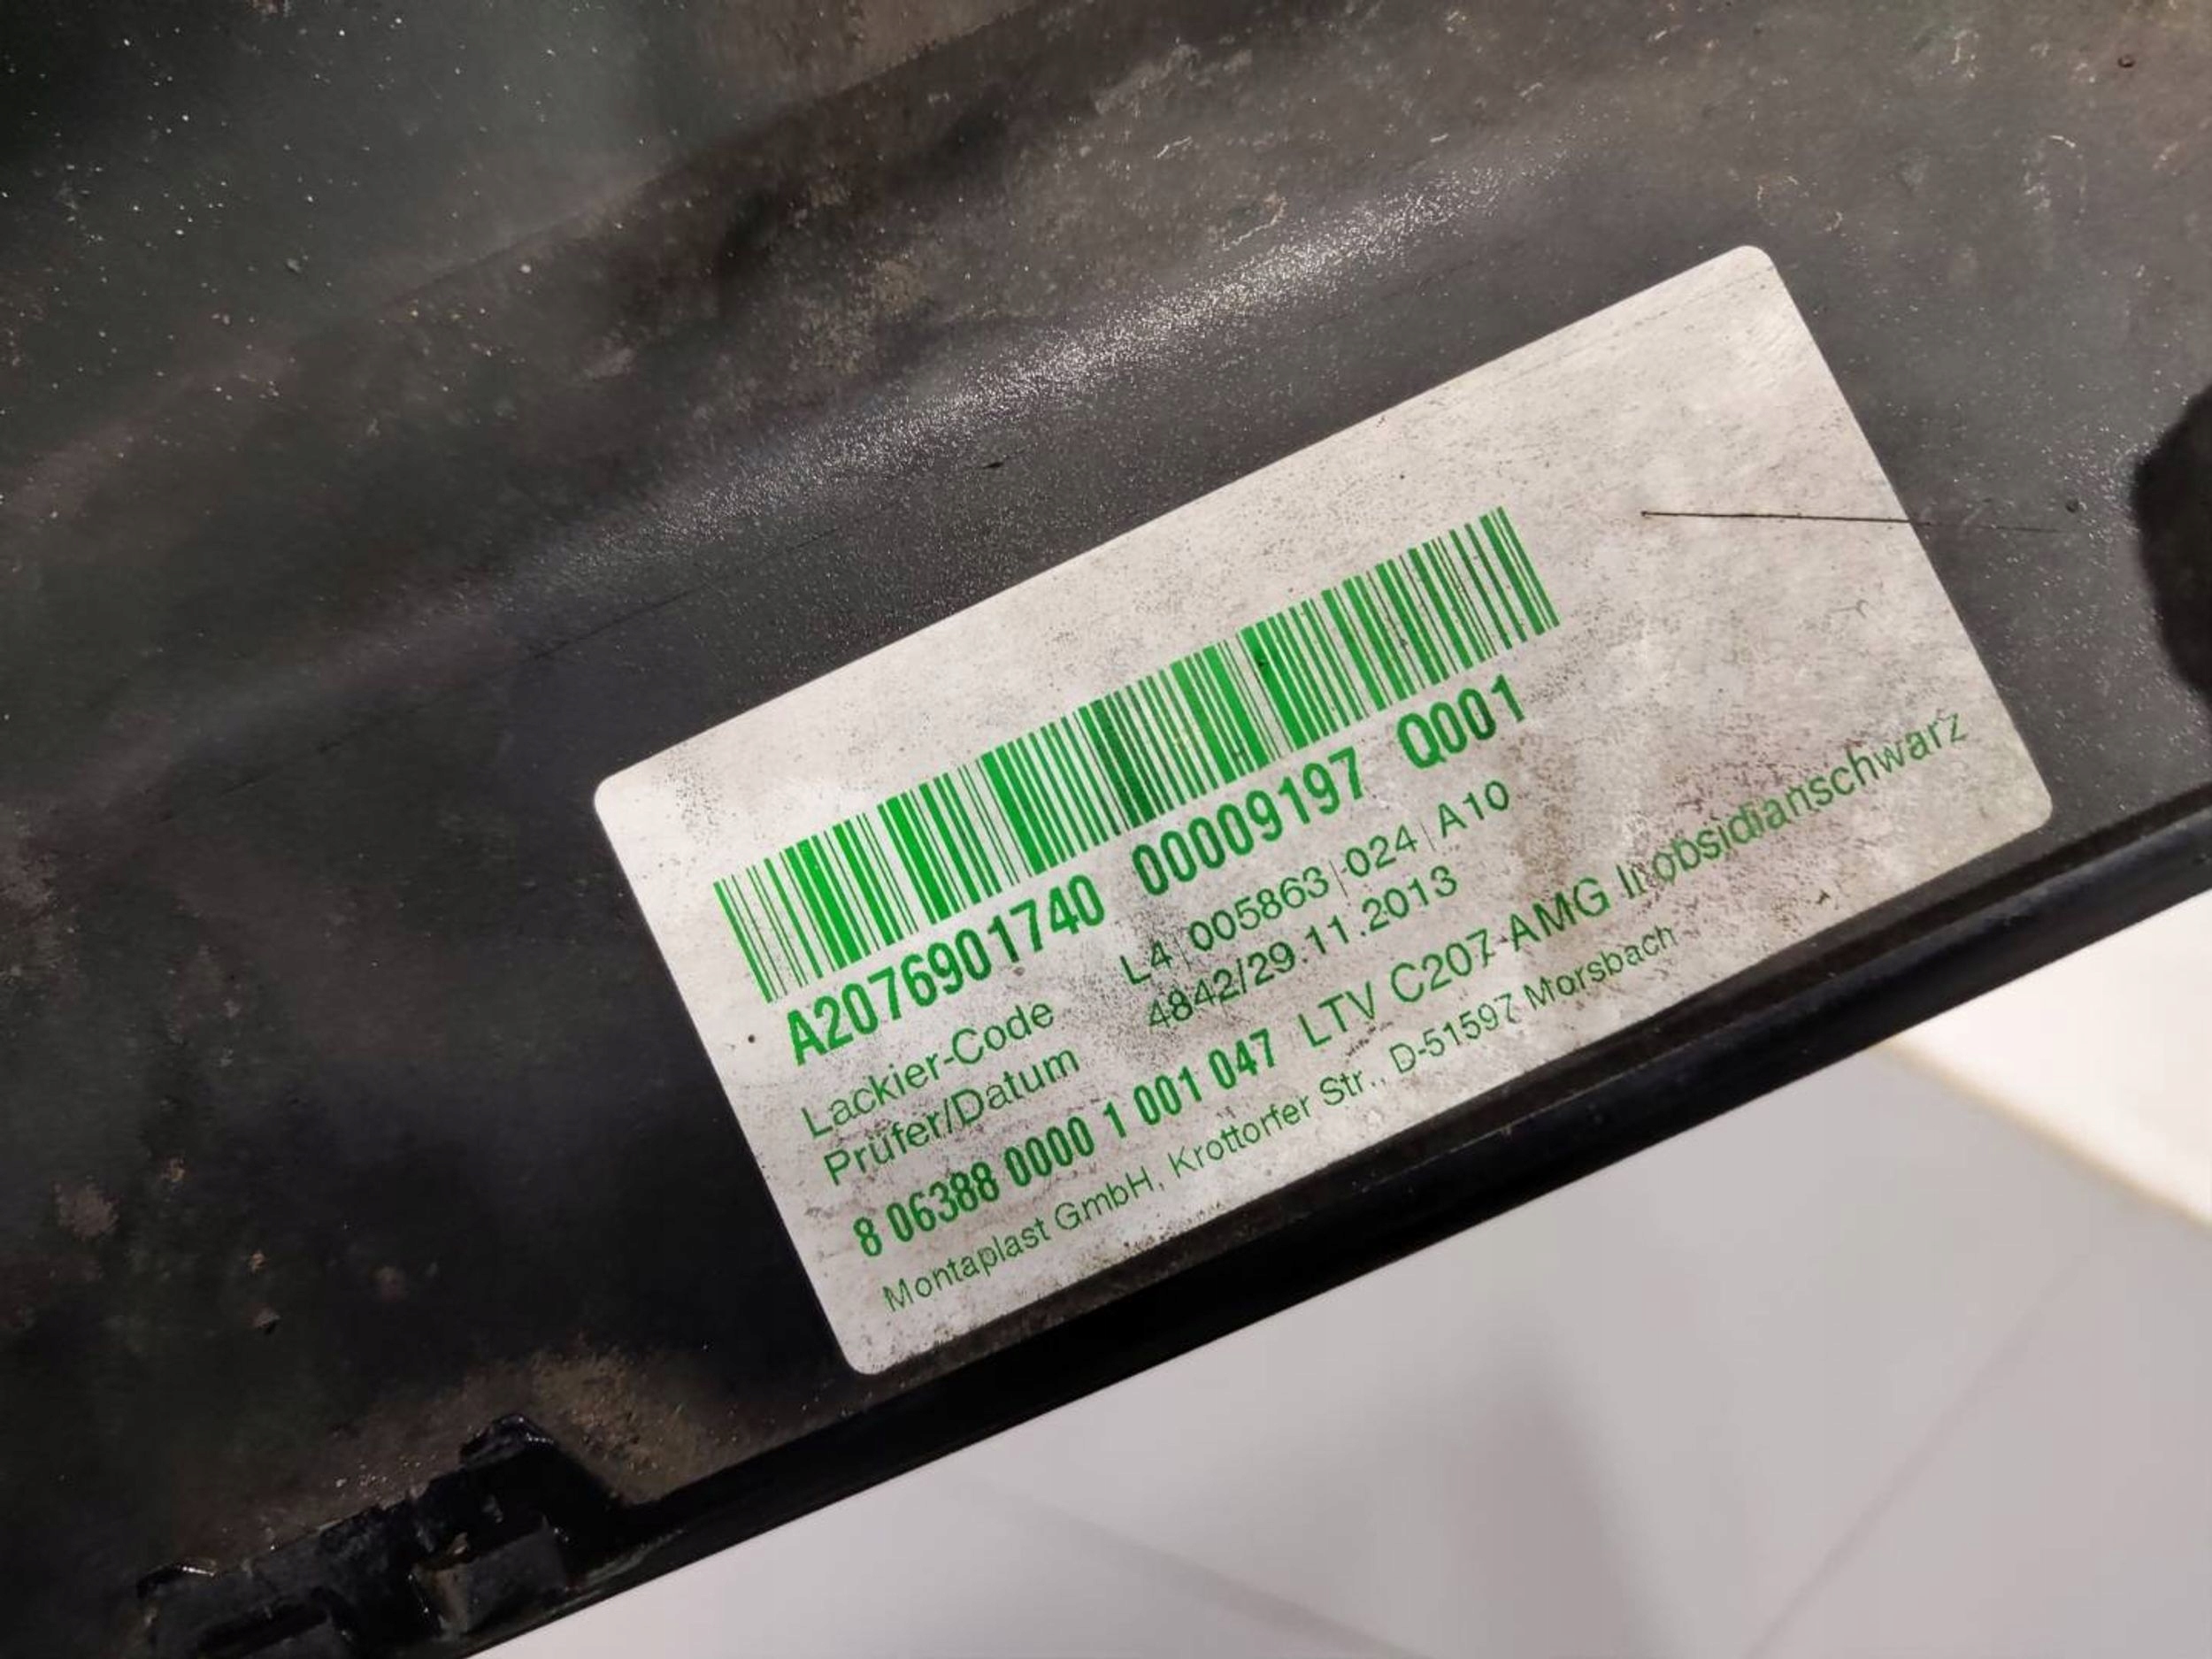 A2076901740 00009197 Q001
Lackier-Code L4|005863|024|A10
Prüfer/Datum 4842/29.11.2013
8 06388 0000 1 001 047 LTV C207 AMG li obsidianschwarz
Montaplast GmbH, Krottorfer Str., D-51597 Morsbach